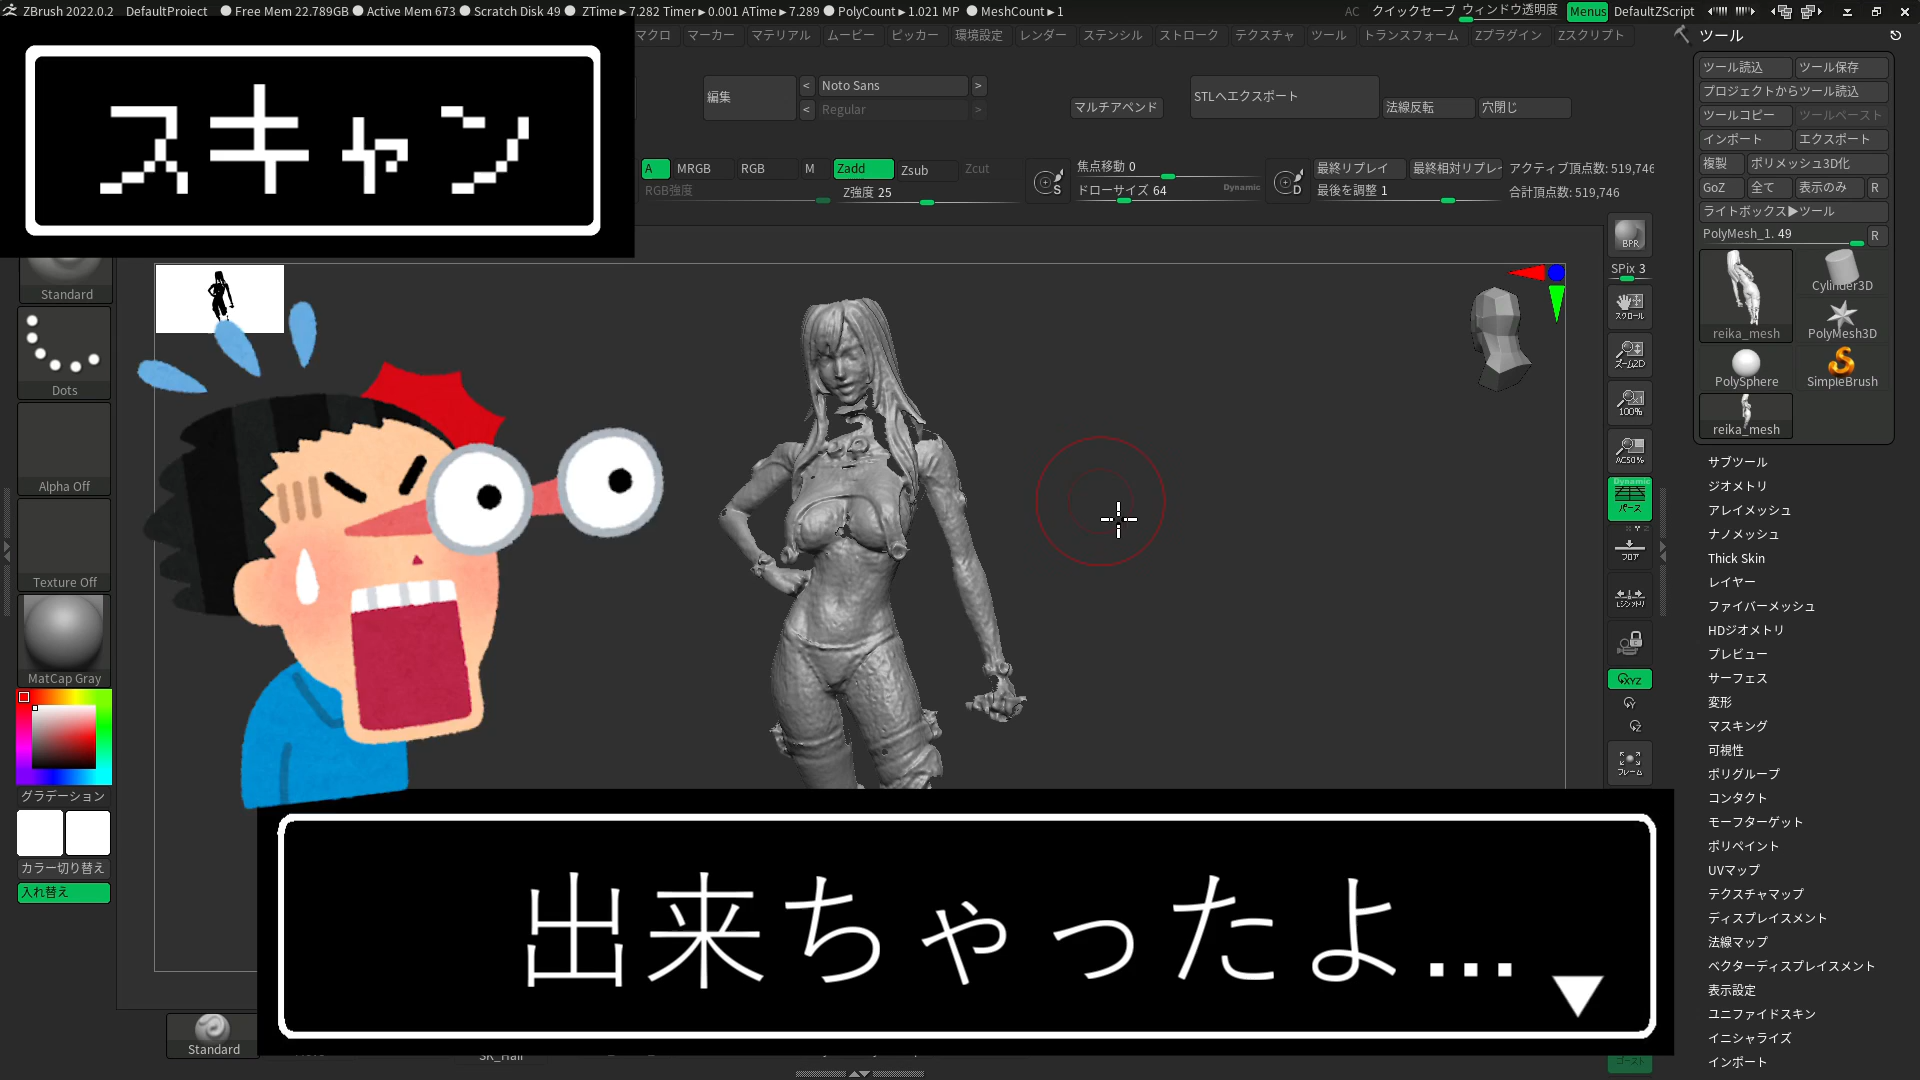 ZBrush 2022.0.2 DefaultProject Free Mem 22.789GB Active Mem 673 Scratch Disk 49 ZTime▶7.282 Timer▶0.001 ATime▶7.289 PolyCount▶1.021 MP MeshCount▶1 AC クイックセーブ ウィンドウ透明度 Menus DefaultZScript
マクロ マーカー マテリアル ムービー ピッカー 環境設定 レンダー ステンシル ストローク テクスチャ ツール トランスフォーム Zプラグイン Zスクリプト
スキャン
編集
< Noto Sans >
< Regular >
マルチアペンド
STLへエクスポート
法線反転 穴閉じ
A MRGB RGB M Zadd Zsub Zcut
RGB強度 Z強度 25
S
焦点移動 0
ドローサイズ 64 Dynamic
D
最終リプレイ 最終相対リプレイ
最後を調整 1
アクティブ頂点数: 519,746
合計頂点数: 519,746
Standard
Dots
Alpha Off
Texture Off
MatCap Gray
グラデーション
カラー切り替え
入れ替え
BPR
SPix 3
スクロール
ズーム2D
100%
AC50%
Dynamic
パース
フロア
Lシンメトリ
XYZ
フレーム
ツール
ツール読込 ツール保存
プロジェクトからツール読込
ツールコピー ツールペースト
インポート エクスポート
複製 ポリメッシュ3D化
GoZ 全て 表示のみ R
ライトボックス▶ツール
PolyMesh_1. 49 R
reika_mesh Cylinder3D
PolyMesh3D
PolySphere SimpleBrush
reika_mesh
サブツール
ジオメトリ
アレイメッシュ
ナノメッシュ
Thick Skin
レイヤー
ファイバーメッシュ
HDジオメトリ
プレビュー
サーフェス
変形
マスキング
可視性
ポリグループ
コンタクト
モーフターゲット
ポリペイント
UVマップ
テクスチャマップ
ディスプレイスメント
法線マップ
ベクターディスプレイスメント
表示設定
ユニファイドスキン
イニシャライズ
インポート
出来ちゃったよ...
Standard
ゴースト